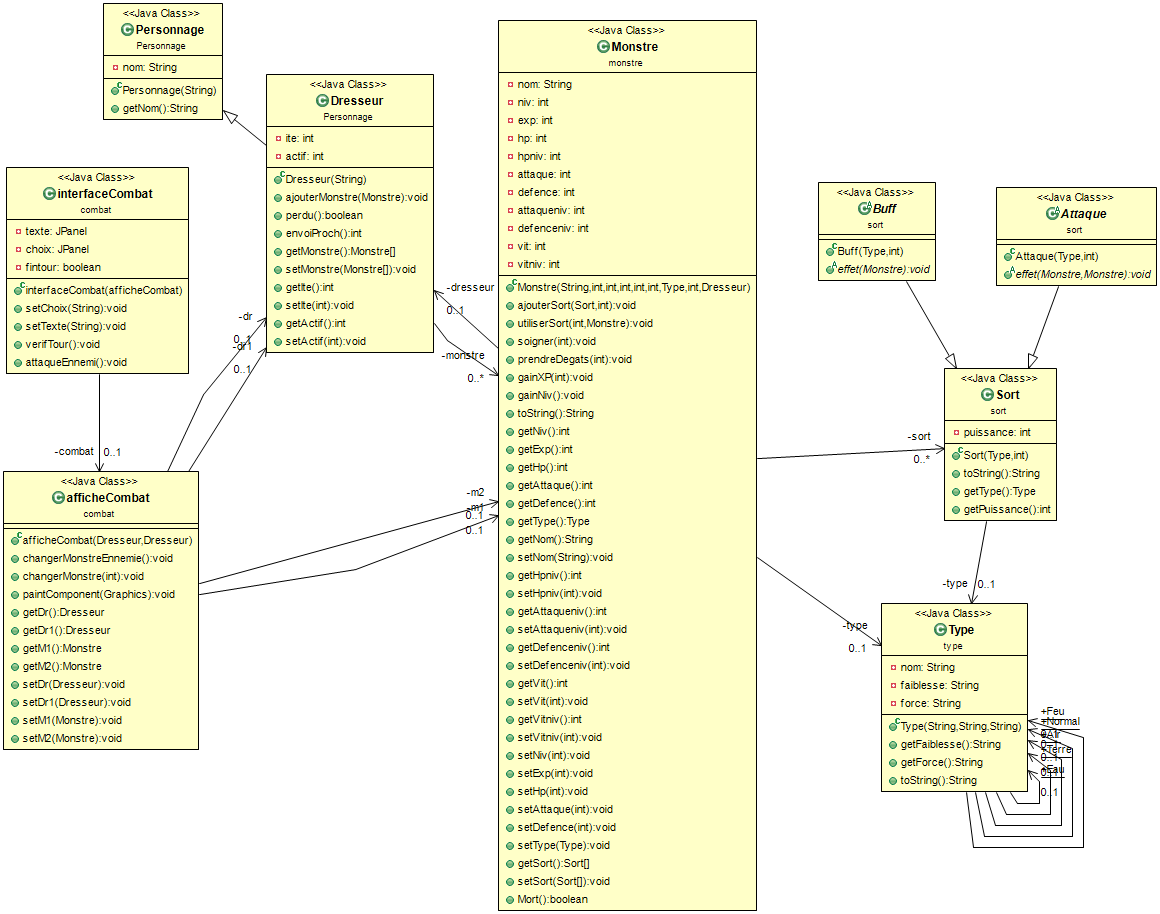 <<Java Class>>
Personnage
Personnage
nom: String
Personnage(String)
getNom():String
<<Java Class>>
Dresseur
Personnage
ite: int
actif: int
Dresseur(String)
ajouterMonstre(Monstre):void
perdu():boolean
envoiProch():int
getMonstre():Monstre[]
setMonstre(Monstre[]):void
getIte():int
setIte(int):void
getActif():int
setActif(int):void
<<Java Class>>
interfaceCombat
combat
texte: JPanel
choix: JPanel
fintour: boolean
interfaceCombat(afficheCombat)
setChoix(String):void
setTexte(String):void
verifTour():void
attaqueEnnemi():void
-combat
0..1
<<Java Class>>
afficheCombat
combat
afficheCombat(Dresseur,Dresseur)
changerMonstreEnnemie():void
changerMonstre(int):void
paintComponent(Graphics):void
getDr():Dresseur
getDr1():Dresseur
getM1():Monstre
getM2():Monstre
setDr(Dresseur):void
setDr1(Dresseur):void
setM1(Monstre):void
setM2(Monstre):void
-dr
0..1
-dr1
0..1
-dresseur
0..1
-monstre
0..*
-m2
-m1
0..1
0..1
<<Java Class>>
Monstre
monstre
nom: String
niv: int
exp: int
hp: int
hpniv: int
attaque: int
defence: int
attaqueniv: int
defenceniv: int
vit: int
vitniv: int
Monstre(String,int,int,int,int,int,Type,int,Dresseur)
ajouterSort(Sort,int):void
utiliserSort(int,Monstre):void
soigner(int):void
prendreDegats(int):void
gainXP(int):void
gainNiv():void
toString():String
getNiv():int
getExp():int
getHp():int
getAttaque():int
getDefence():int
getType():Type
getNom():String
setNom(String):void
getHpniv():int
setHpniv(int):void
getAttaqueniv():int
setAttaqueniv(int):void
getDefenceniv():int
setDefenceniv(int):void
getVit():int
setVit(int):void
getVitniv():int
setVitniv(int):void
setNiv(int):void
setExp(int):void
setHp(int):void
setAttaque(int):void
setDefence(int):void
setType(Type):void
getSort():Sort[]
setSort(Sort[]):void
Mort():boolean
<<Java Class>>
Buff
sort
Buff(Type,int)
effet(Monstre):void
<<Java Class>>
Attaque
sort
Attaque(Type,int)
effet(Monstre,Monstre):void
-sort
0..*
<<Java Class>>
Sort
sort
puissance: int
Sort(Type,int)
toString():String
getType():Type
getPuissance():int
-type
0..1
-type
0..1
<<Java Class>>
Type
type
nom: String
faiblesse: String
force: String
Type(String,String,String)
getFaiblesse():String
getForce():String
toString():String
+Feu
+Normal
+Air
+Terre
0..1
+Eau
0..1